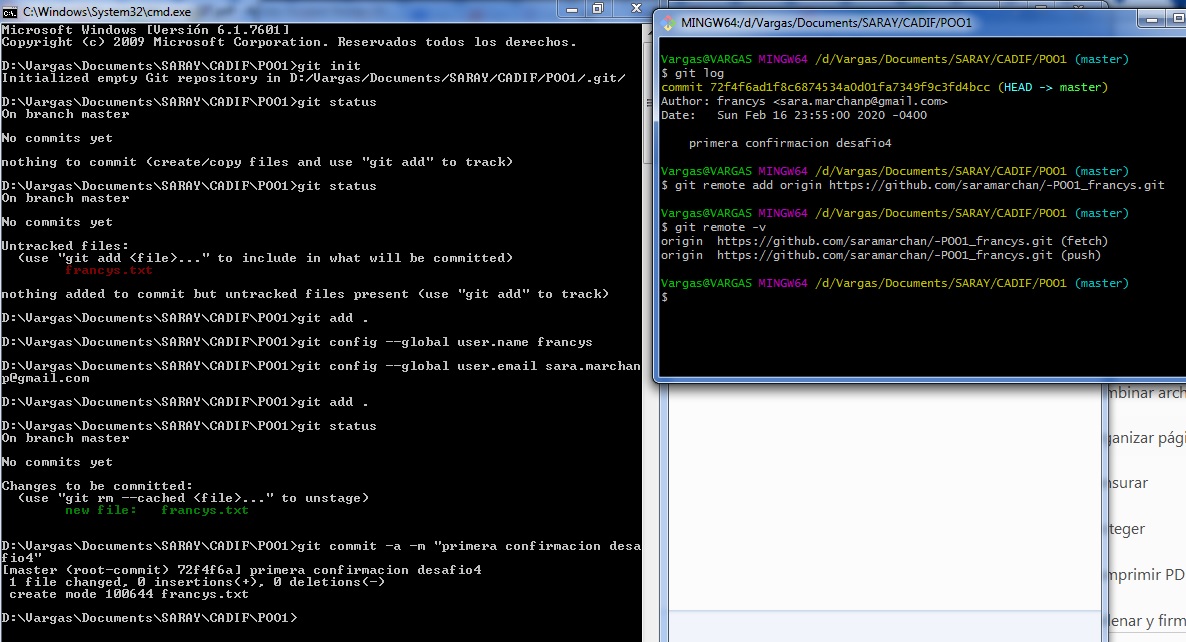 C:\Windows\System32\cmd.exe
Microsoft Windows [Versión 6.1.7601]
Copyright (c) 2009 Microsoft Corporation. Reservados todos los derechos.
D:\Vargas\Documents\SARAY\CADIF\POO1>git init
Initialized empty Git repository in D:/Vargas/Documents/SARAY/CADIF/POO1/.git/
D:\Vargas\Documents\SARAY\CADIF\POO1>git status
On branch master
No commits yet
nothing to commit (create/copy files and use "git add" to track)
D:\Vargas\Documents\SARAY\CADIF\POO1>git status
On branch master
No commits yet
Untracked files:
(use "git add <file>..." to include in what will be committed)
francys.txt
nothing added to commit but untracked files present (use "git add" to track)
D:\Vargas\Documents\SARAY\CADIF\POO1>git add .
D:\Vargas\Documents\SARAY\CADIF\POO1>git config --global user.name francys
D:\Vargas\Documents\SARAY\CADIF\POO1>git config --global user.email sara.marchan
p@gmail.com
D:\Vargas\Documents\SARAY\CADIF\POO1>git add .
D:\Vargas\Documents\SARAY\CADIF\POO1>git status
On branch master
No commits yet
Changes to be committed:
(use "git rm --cached <file>..." to unstage)
new file:   francys.txt
D:\Vargas\Documents\SARAY\CADIF\POO1>git commit -a -m "primera confirmacion desa
fio4"
[master (root-commit) 72f4f6a] primera confirmacion desafio4
1 file changed, 0 insertions(+), 0 deletions(-)
create mode 100644 francys.txt
D:\Vargas\Documents\SARAY\CADIF\POO1>
MINGW64:/d/Vargas/Documents/SARAY/CADIF/POO1
Vargas@VARGAS MINGW64 /d/Vargas/Documents/SARAY/CADIF/POO1 (master)
$ git log
commit 72f4f6ad1f8c6874534a0d01fa7349f9c3fd4bcc (HEAD -> master)
Author: francys <sara.marchanp@gmail.com>
Date:   Sun Feb 16 23:55:00 2020 -0400
primera confirmacion desafio4
Vargas@VARGAS MINGW64 /d/Vargas/Documents/SARAY/CADIF/POO1 (master)
$ git remote add origin https://github.com/saramarchan/-POO1_francys.git
Vargas@VARGAS MINGW64 /d/Vargas/Documents/SARAY/CADIF/POO1 (master)
$ git remote -v
origin  https://github.com/saramarchan/-POO1_francys.git (fetch)
origin  https://github.com/saramarchan/-POO1_francys.git (push)
Vargas@VARGAS MINGW64 /d/Vargas/Documents/SARAY/CADIF/POO1 (master)
$
mbinar arch
ganizar pági
nsurar
teger
mprimir PD
lenar y firm